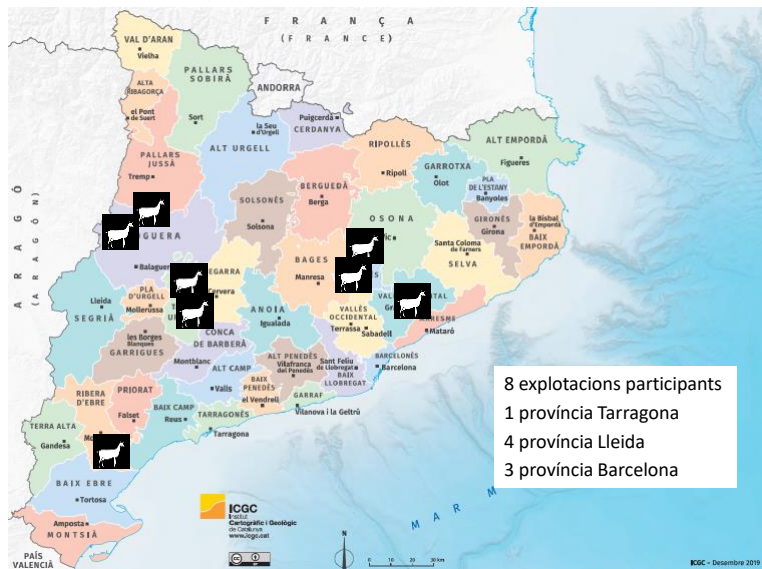 F R A N Ç A
( F R A N C E )
VAL D'ARAN
Vielha
PALLARS
SOBIRÀ
ALTA
RIBAGORÇA
ANDORRA
el Pont
de Suert
Sort
la Seu
d'Urgell
Puigcerdà
CERDANYA
ALT EMPORDÀ
RIPOLLÈS
Figueres
PALLARS
JUSSÀ
ALT URGELL
GARROTXA
Ripoll
Olot
PLA
DE L'ESTANY
Banyoles
Tremp
BERGUEDÀ
Berga
SOLSONÈS
Solsona
OSONA
GIRONÈS
Girona
la Bisbal
d'Empordà
BAIX
EMPORDÀ
A R A G Ó
( A R A G Ó N )
Santa Coloma
de Farners
SELVA
BAGES
Manresa
Balaguer
Cervera
Lleida
SEGRIÀ
PLA
D'URGELL
Mollerussa
ANOIA
Igualada
VALLÈS
OCCIDENTAL
Terrassa
Sabadell
Mataró
les Borges
Blanques
GARRIGUES
CONCA
DE BARBERÀ
Montblanc
ALT PENEDÈS
Vilafranca
del Penedès
Sant Feliu
de Llobregat
BAIX
LLOBREGAT
BARCELONÈS
Barcelona
ALT CAMP
Valls
BAIX
PENEDÈS
el Vendrell
GARRAF
Vilanova i la Geltrú
RIBERA
D'EBRE
PRIORAT
Falset
BAIX CAMP
Reus
TARRAGONÈS
Tarragona
TERRA ALTA
Gandesa
8 explotacions participants
1 província Tarragona
4 província Lleida
3 província Barcelona
BAIX EBRE
Tortosa
Amposta
MONTSIÀ
PAÍS
VALENCIÀ
ICGC
Institut
Cartogràfic i Geològic
de Catalunya
www.icgc.cat
N
0 10 20 30 km
M A R M
ICGC – Desembre 2019